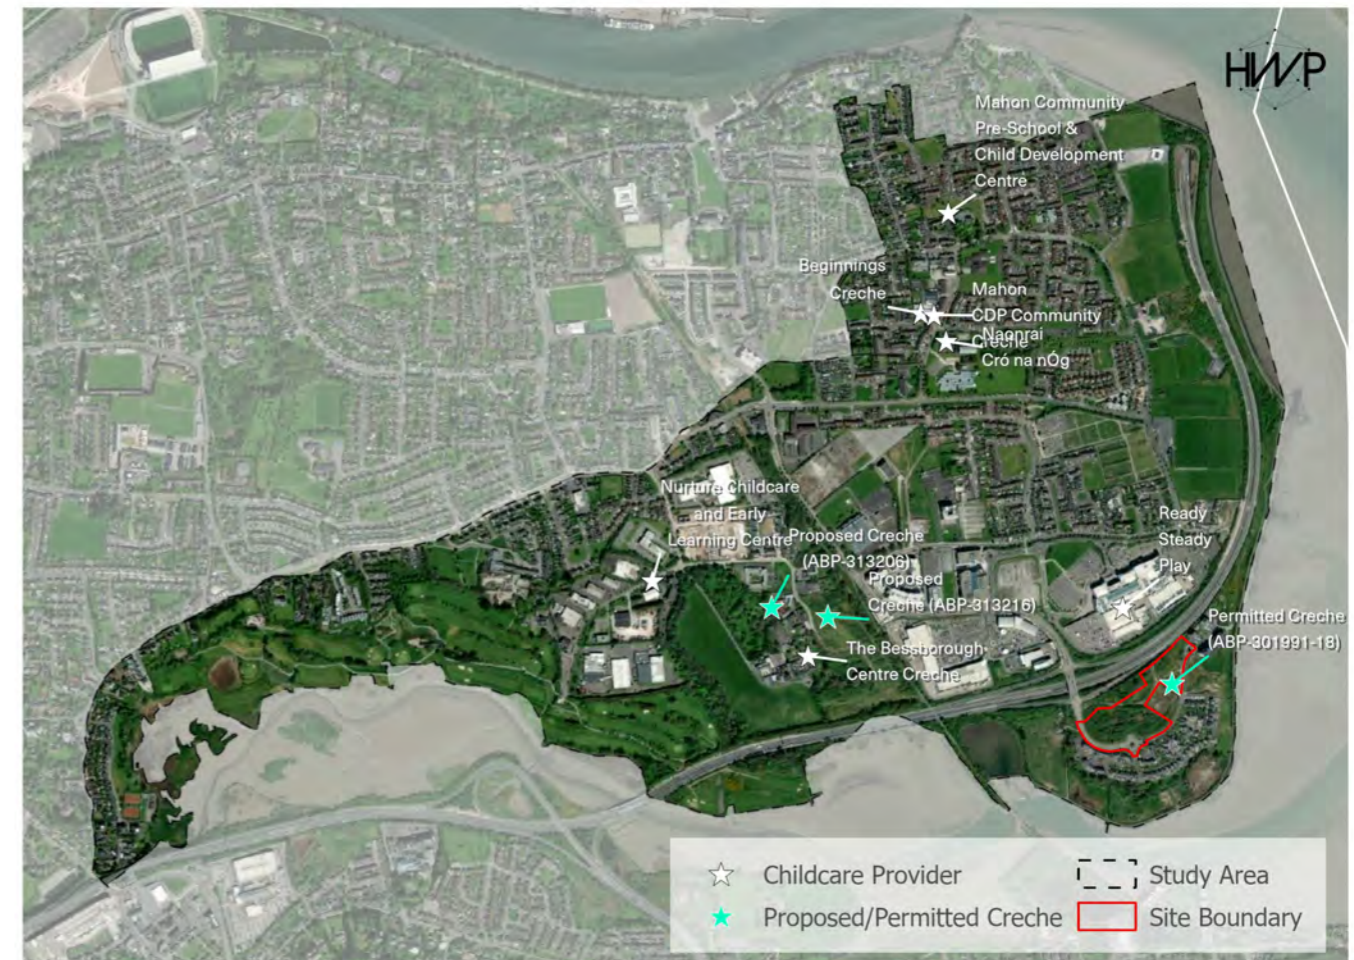 HWP
Mahon Community
Pre-School &
Child Development
Centre
Beginnings
Creche
Mahon
CDP Community
Creche
Naonraí
Cró na nÓg
Nurture Childcare
and Early
Learning Centre
Proposed Creche
(ABP-313206)
Proposed
Creche (ABP-313216)
The Bessborough
Centre Creche
Ready
Steady
Play
Permitted Creche
(ABP-301991-18)
Childcare Provider
Study Area
Proposed/Permitted Creche
Site Boundary